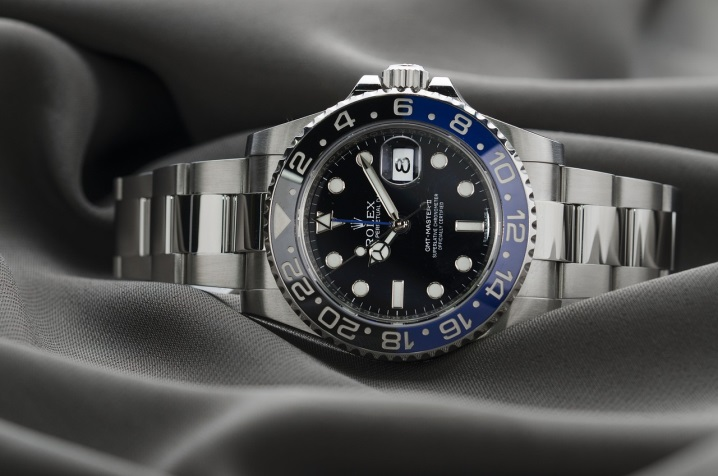 2
4
6
8
10
12
14
16
18
20
22
8
ROLEX
PERPETUAL
GMT-MASTER II
SUPERLATIVE CHRONOMETER
OFFICIALLY CERTIFIED